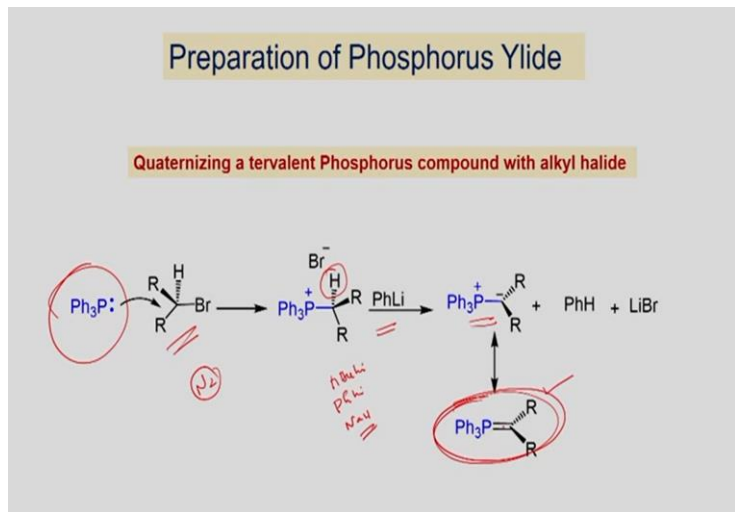 Preparation of Phosphorus Ylide
Quaternizing a tervalent Phosphorus compound with alkyl halide
Ph3P: R H R Br
Br- Ph3P+ H R R
PhLi
Ph3P+ - R R + PhH + LiBr
N2
nBuLi
PhLi
NaH
Ph3P R R